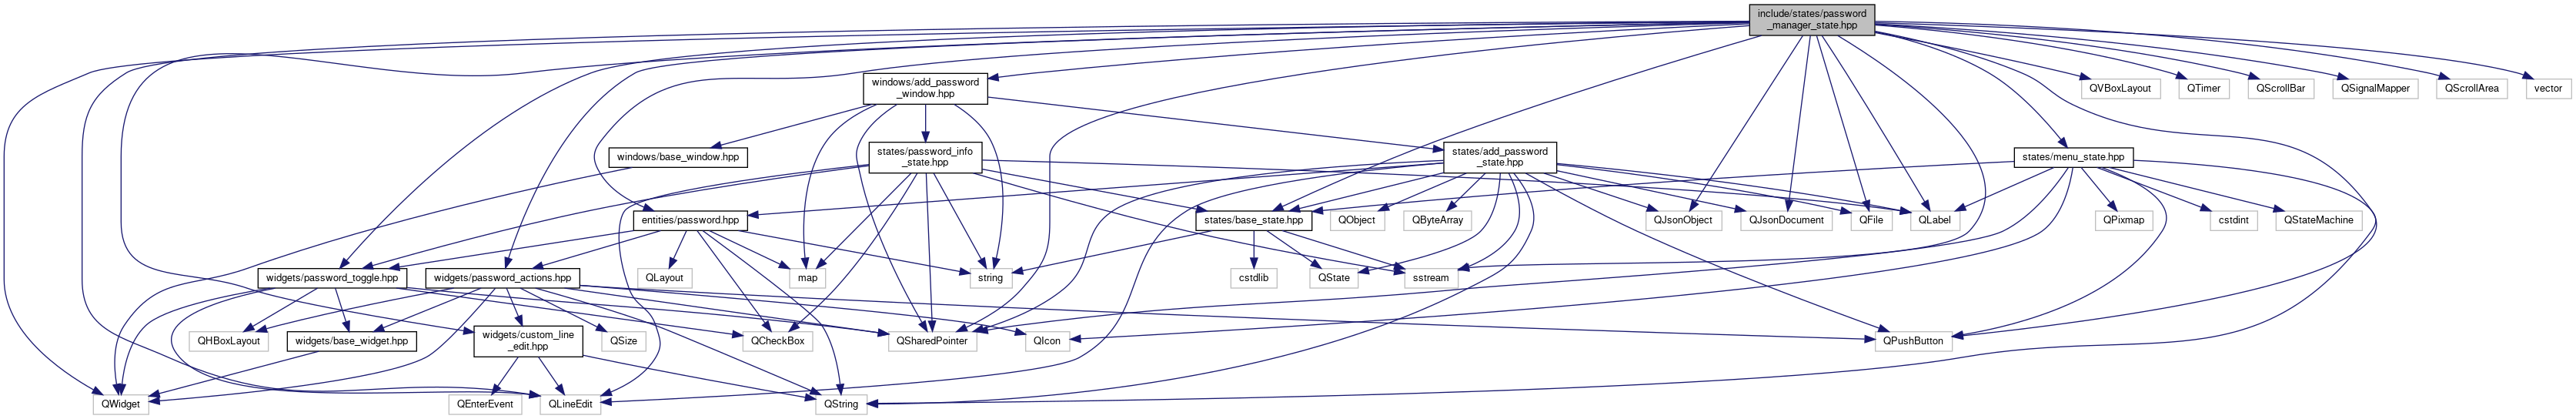 include/states/password
_manager_state.hpp
windows/add_password
_window.hpp
QVBoxLayout
QTimer
QScrollBar
QSignalMapper
QScrollArea
vector
windows/base_window.hpp
states/password_info
_state.hpp
states/add_password
_state.hpp
states/menu_state.hpp
entities/password.hpp
states/base_state.hpp
QObject
QByteArray
QJsonObject
QJsonDocument
QFile
QLabel
QPixmap
cstdint
QStateMachine
widgets/password_toggle.hpp
widgets/password_actions.hpp
QLayout
map
string
cstdlib
QState
sstream
QHBoxLayout
widgets/base_widget.hpp
widgets/custom_line
_edit.hpp
QSize
QCheckBox
QSharedPointer
QIcon
QPushButton
QWidget
QEnterEvent
QLineEdit
QString